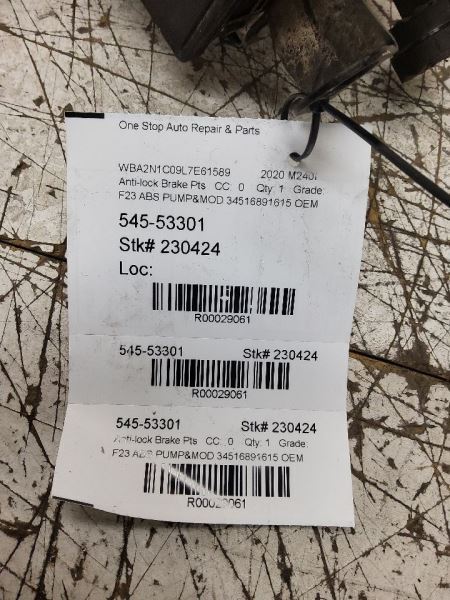 One Stop Auto Repair & Parts
WBA2N1C09L7E61589 2020 M240I
Anti-lock Brake Pts CC: 0 Qty: 1 Grade:
F23 ABS PUMP&MOD 34516891615 OEM
545-53301
Stk# 230424
Loc:
R00029061
545-53301 Stk# 230424
R00029061
545-53301 Stk# 230424
Anti-lock Brake Pts CC: 0 Qty: 1 Grade:
F23 ABS PUMP&MOD 34516891615 OEM
R00029061